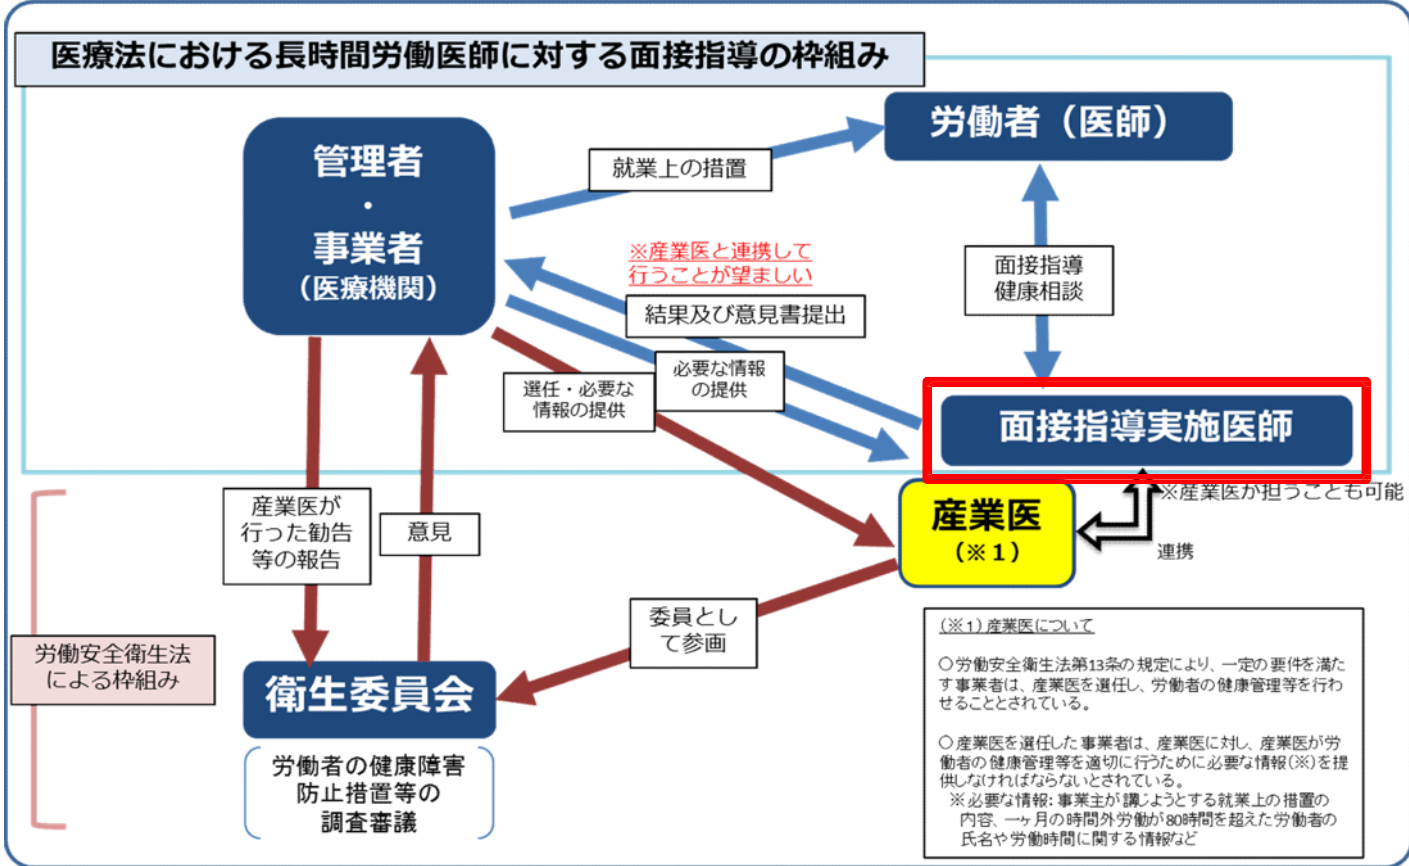 医療法における長時間労働医師に対する面接指導の枠組み
管理者
・
事業者
（医療機関）
就業上の措置
労働者（医師）
※産業医と連携して
行うことが望ましい
結果及び意見書提出
面接指導
健康相談
必要な情報
の提供
選任・必要な
情報の提供
面接指導実施医師
※産業医が担うことも可能
産業医
（※１）
連携
産業医が
行った勧告
等の報告
意見
委員とし
て参画
労働安全衛生法
による枠組み
衛生委員会
労働者の健康障害
防止措置等の
調査審議
（※１）産業医について
○労働安全衛生法第13条の規定により、一定の要件を満た
す事業者は、産業医を選任し、労働者の健康管理等を行わ
せることとされている。
○産業医を選任した事業者は、産業医に対し、産業医が労
働者の健康管理等を適切に行うために必要な情報(※)を提
供しなければならないとされている。
※必要な情報：事業主が講じようとする就業上の措置の
内容、一ヶ月の時間外労働が80時間を超えた労働者の
氏名や労働時間に関する情報など